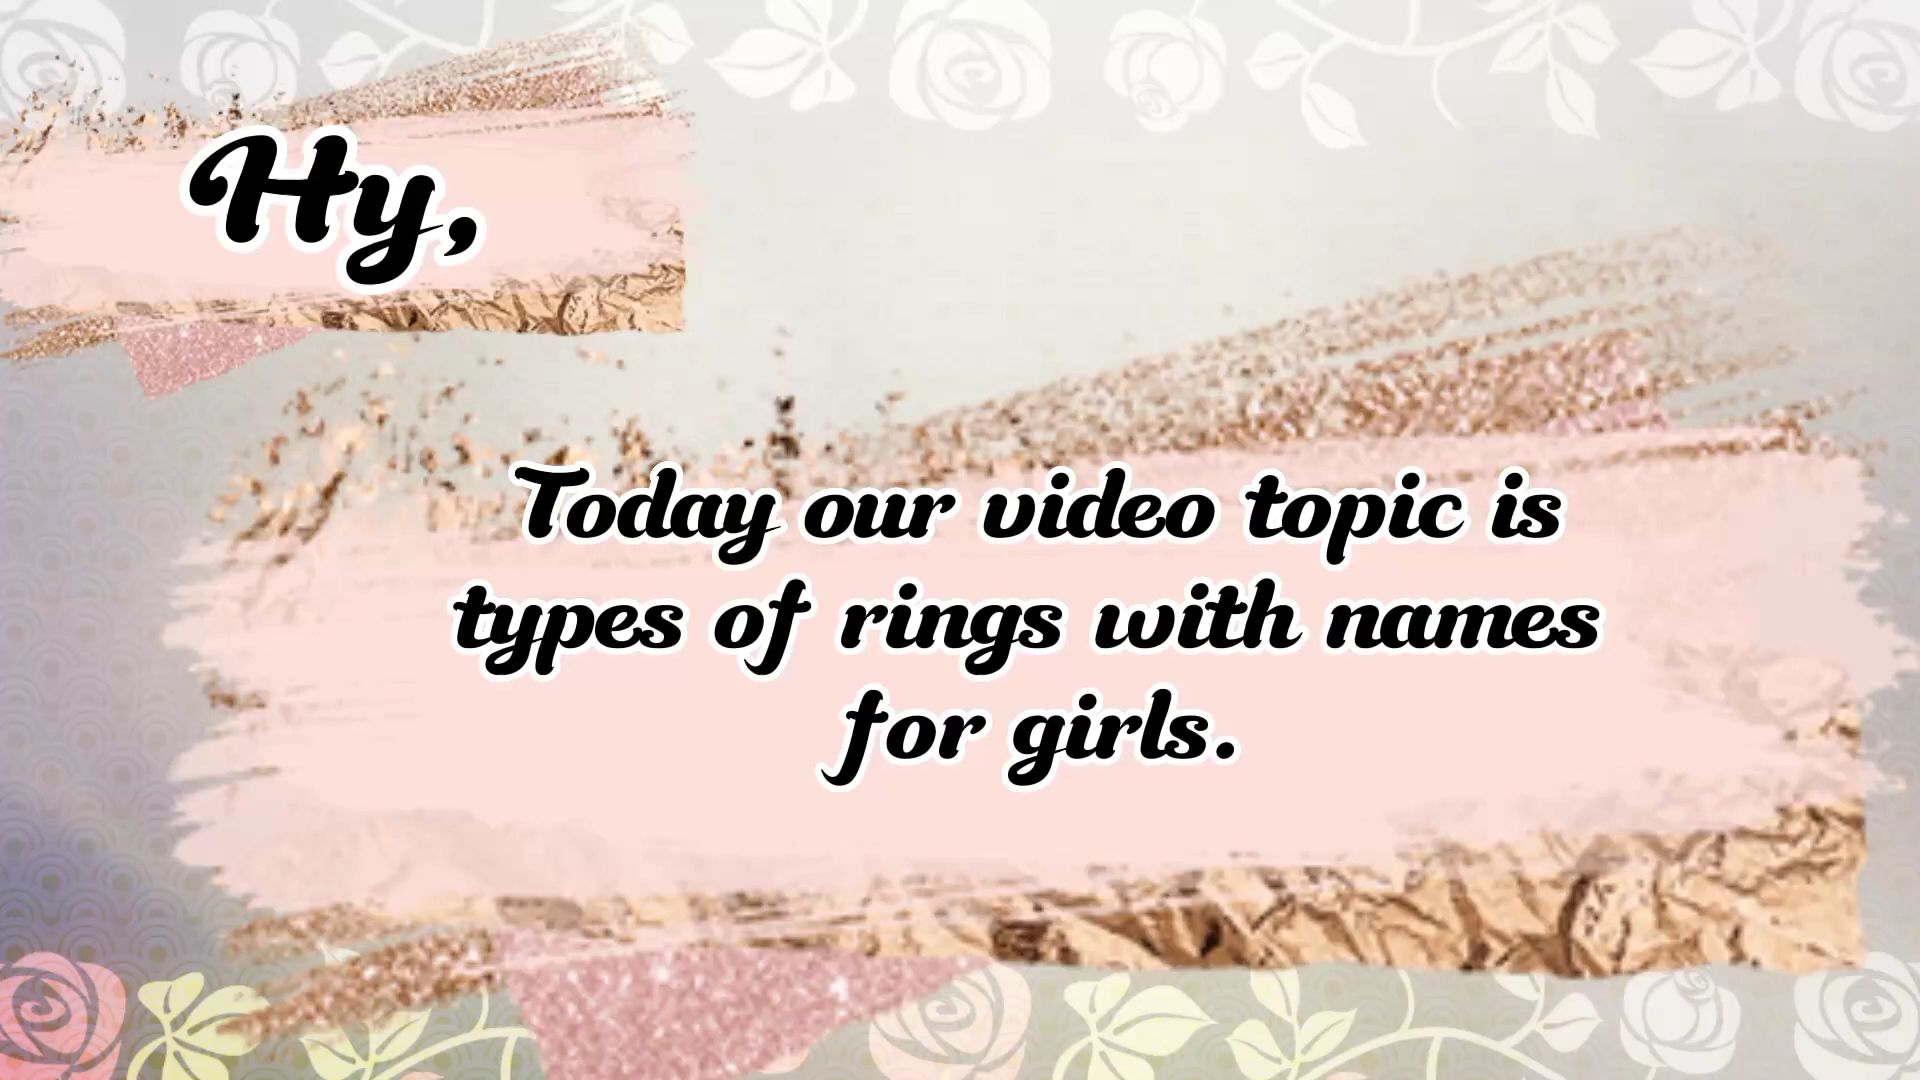 Hy,
Today our video topic is
types of rings with names
for girls.